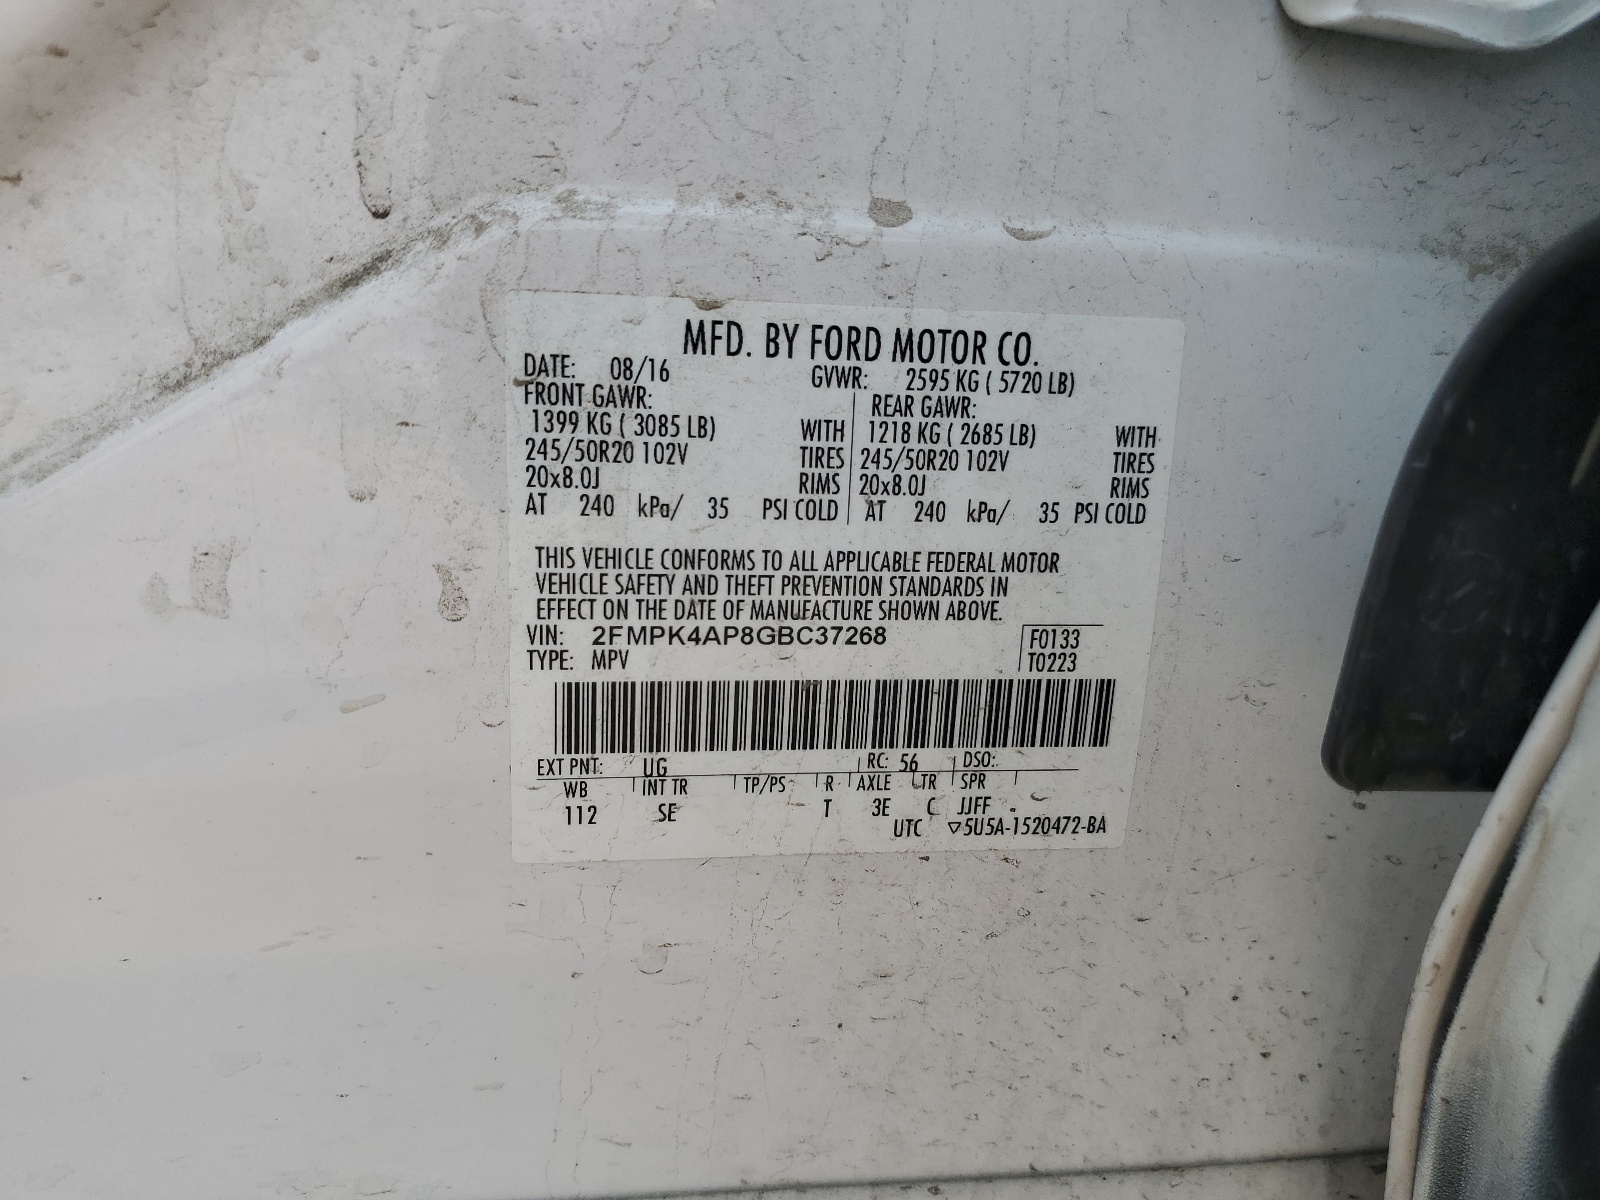 MFD. BY FORD MOTOR CO.
DATE: 08/16 GVWR: 2595 KG ( 5720 LB)
FRONT GAWR: REAR GAWR:
1399 KG ( 3085 LB) WITH 1218 KG ( 2685 LB) WITH
245/50R20 102V TIRES 245/50R20 102V TIRES
20x8.0J RIMS 20x8.0J RIMS
AT 240 kPa/ 35 PSI COLD AT 240 kPa/ 35 PSI COLD
THIS VEHICLE CONFORMS TO ALL APPLICABLE FEDERAL MOTOR
VEHICLE SAFETY AND THEFT PREVENTION STANDARDS IN
EFFECT ON THE DATE OF MANUFACTURE SHOWN ABOVE.
VIN: 2FMPK4AP8GBC37268 F0133
TYPE: MPV T0223
EXT PNT: UG RC: 56 DSO:
WB INT TR TP/PS R AXLE TR SPR
112 SE T 3E C JJFF
UTC ▽5U5A-1520472-BA